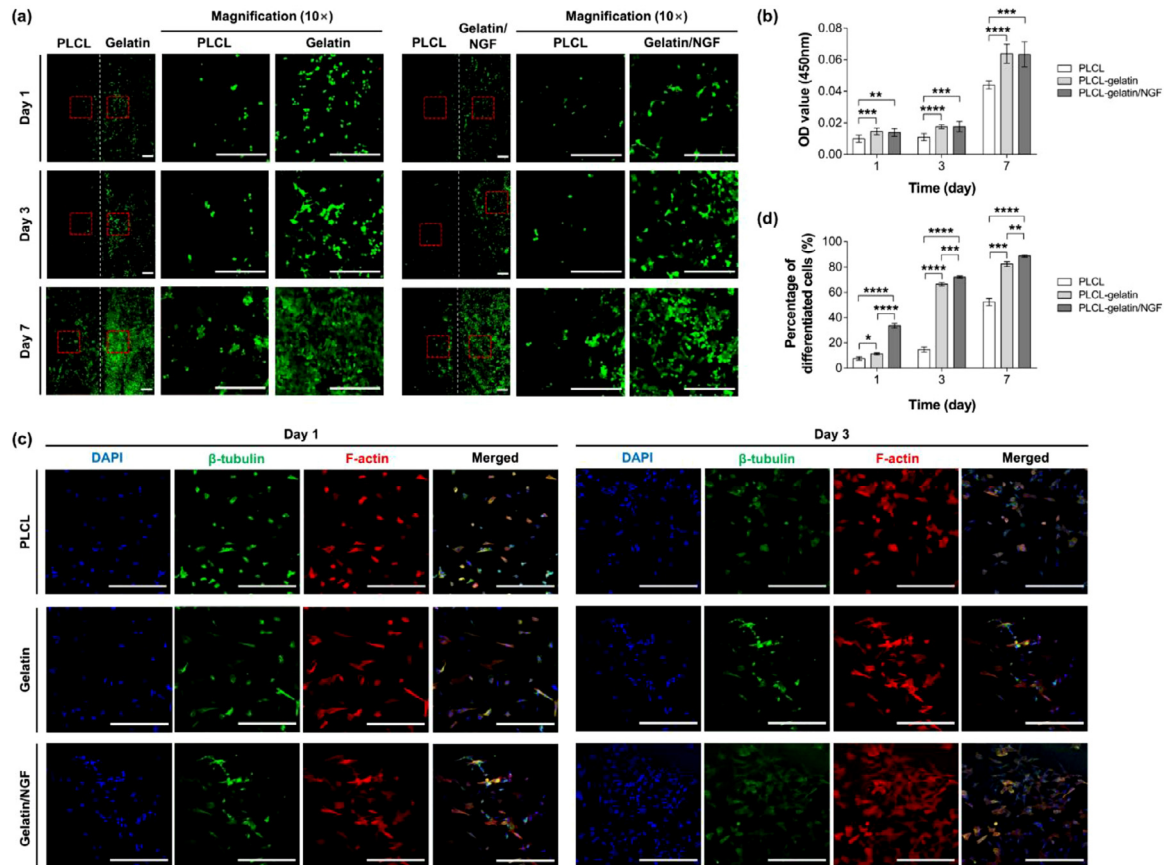 (a)
Magnification (10×)
PLCL Gelatin
PLCL Gelatin
Day 1
Day 3
Day 7
Magnification (10×)
PLCL Gelatin/
NGF
PLCL Gelatin/NGF
(b)
OD value (450nm)
0.08
0.06
0.04
0.02
0.00
** *** *** **** *** ****
1 3 7
Time (day)
PLCL
PLCL-gelatin
PLCL-gelatin/NGF
(d)
Percentage of
differentiated cells (%)
100
80
60
40
20
0
**** **** * **** *** **** **** ** ***
1 3 7
Time (day)
PLCL
PLCL-gelatin
PLCL-gelatin/NGF
(c)
Day 1
DAPI β-tubulin F-actin Merged
Day 3
DAPI β-tubulin F-actin Merged
PLCL
Gelatin
Gelatin/NGF